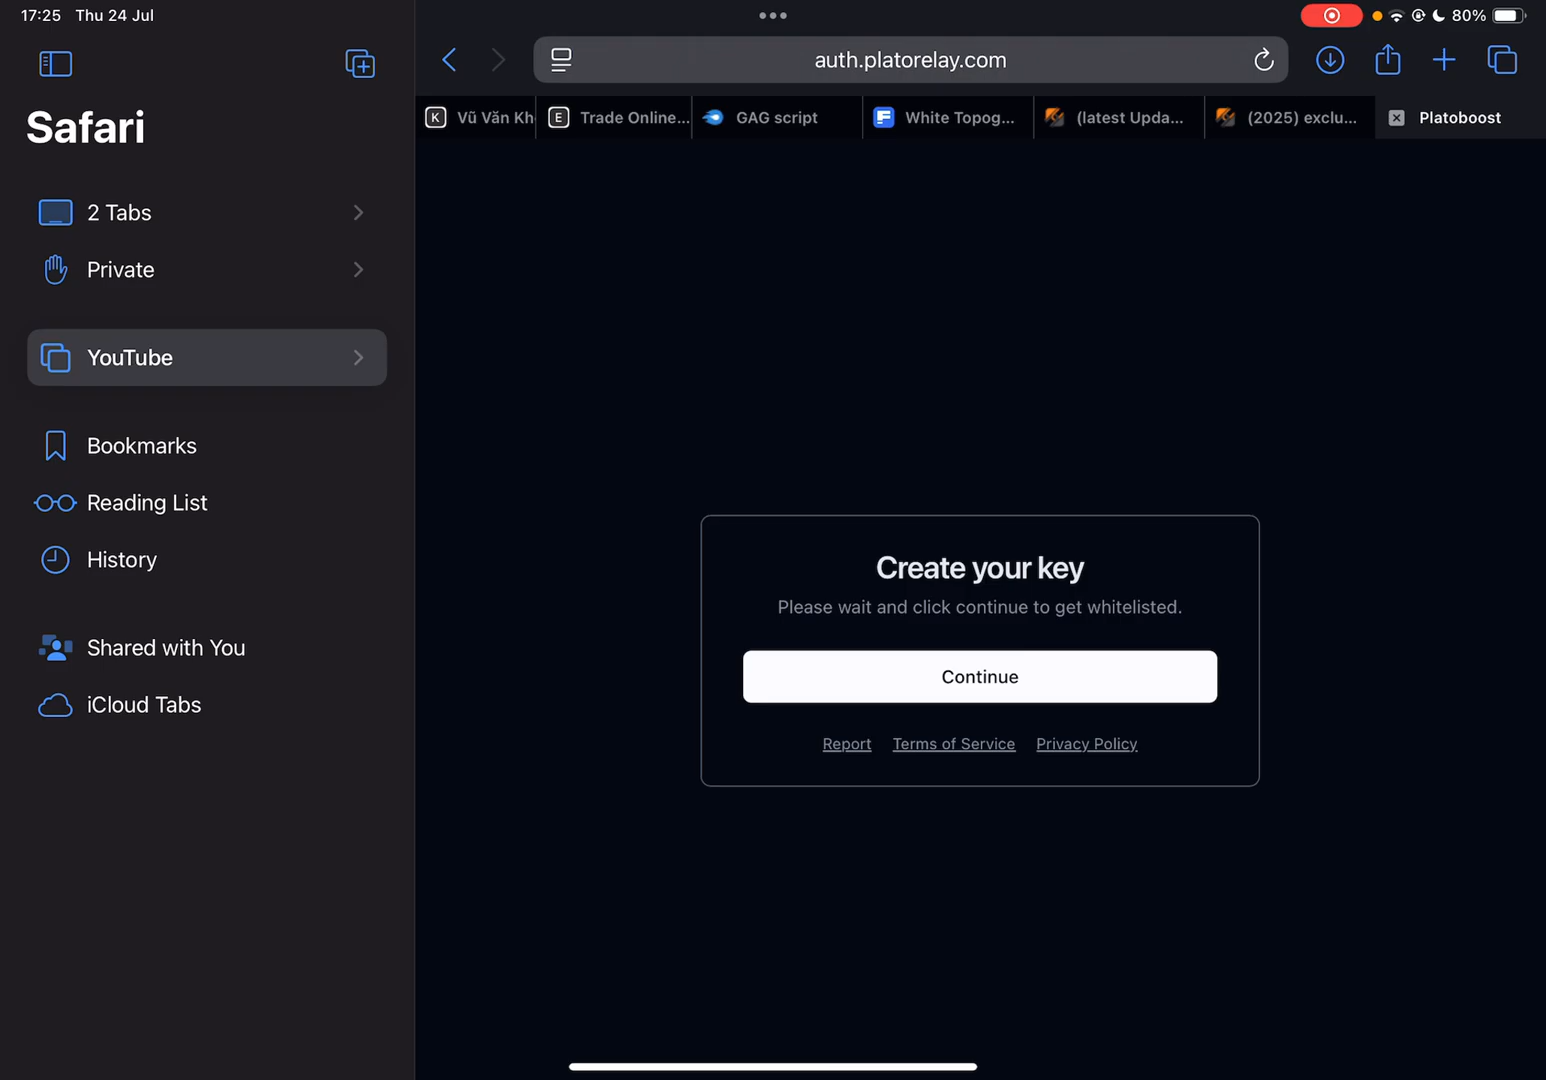 17:25 Thu 24 Jul
80%
Safari
2 Tabs
Private
YouTube
Bookmarks
Reading List
History
Shared with You
iCloud Tabs
auth.platorelay.com
K Vũ Văn Kh
E Trade Online...
GAG script
White Topog...
(latest Upda...
(2025) exclu...
Platoboost
Create your key
Please wait and click continue to get whitelisted.
Continue
Report Terms of Service Privacy Policy